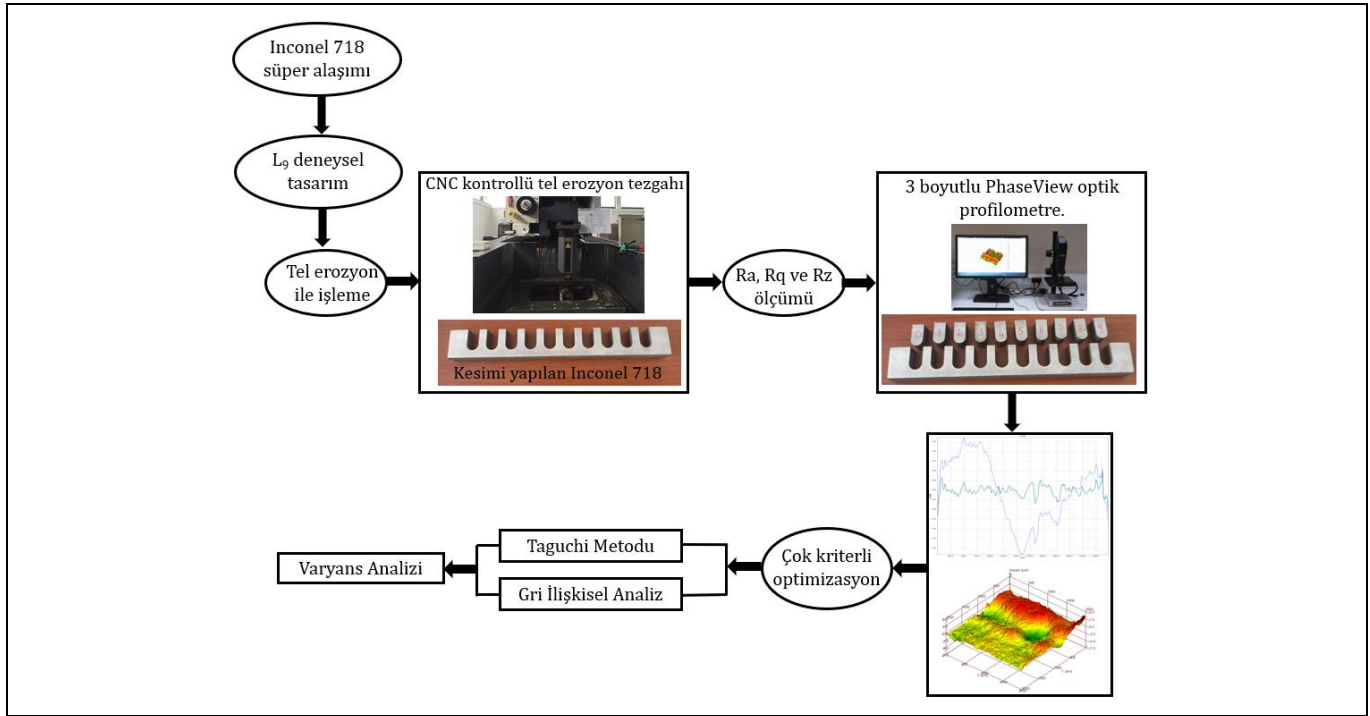 Inconel 718
süper alaşımı
L₉ deneysel
tasarım
Tel erozyon
ile işleme
CNC kontrollü tel erozyon tezgahı
Kesimi yapılan Inconel 718
Ra, Rq ve Rz
ölçümü
3 boyutlu PhaseView optik
profilometre.
Çok kriterli
optimizasyon
Taguchi Metodu
Gri İlişkisel Analiz
Varyans Analizi